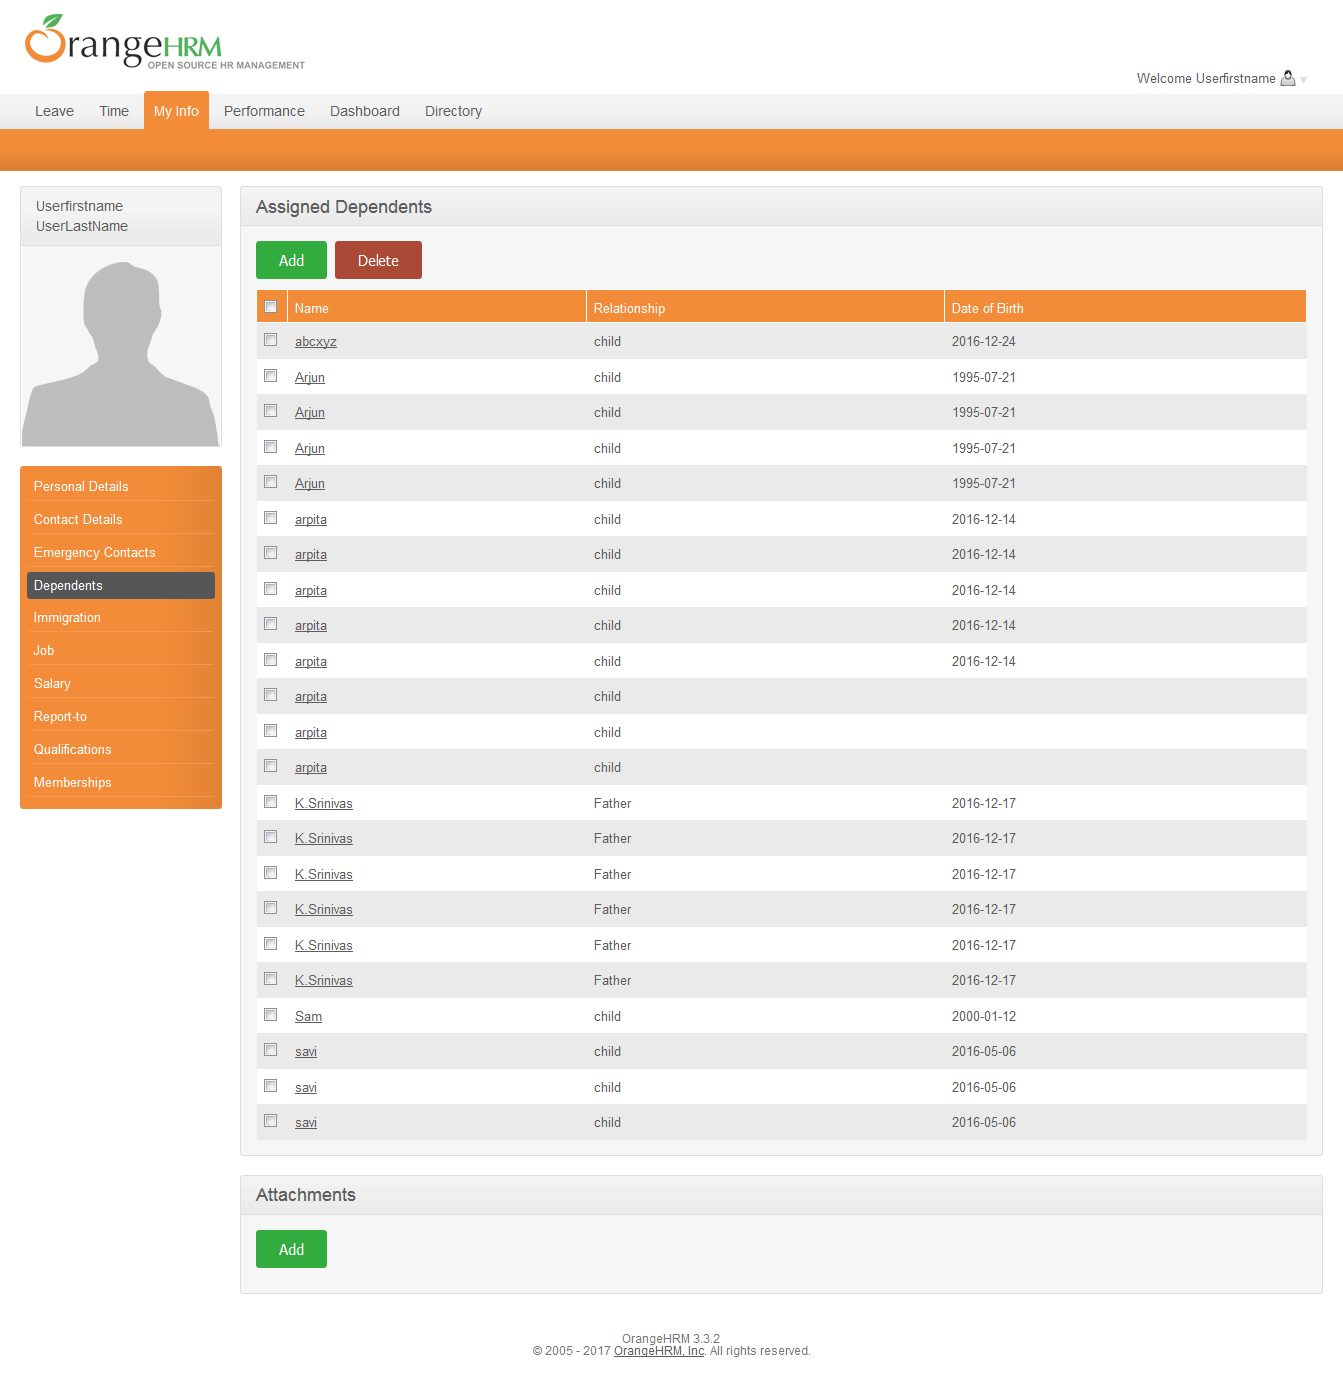 OrangeHRM
OPEN SOURCE HR MANAGEMENT
Welcome Userfirstname
Leave Time My Info Performance Dashboard Directory
Userfirstname
UserLastName
Personal Details
Contact Details
Emergency Contacts
Dependents
Immigration
Job
Salary
Report-to
Qualifications
Memberships
Assigned Dependents
Add Delete
Name Relationship Date of Birth
abcxyz child 2016-12-24
Arjun child 1995-07-21
Arjun child 1995-07-21
Arjun child 1995-07-21
Arjun child 1995-07-21
arpita child 2016-12-14
arpita child 2016-12-14
arpita child 2016-12-14
arpita child 2016-12-14
arpita child 2016-12-14
arpita child
arpita child
arpita child
K.Srinivas Father 2016-12-17
K.Srinivas Father 2016-12-17
K.Srinivas Father 2016-12-17
K.Srinivas Father 2016-12-17
K.Srinivas Father 2016-12-17
K.Srinivas Father 2016-12-17
Sam child 2000-01-12
savi child 2016-05-06
savi child 2016-05-06
savi child 2016-05-06
Attachments
Add
OrangeHRM 3.3.2
© 2005 - 2017 OrangeHRM, Inc. All rights reserved.